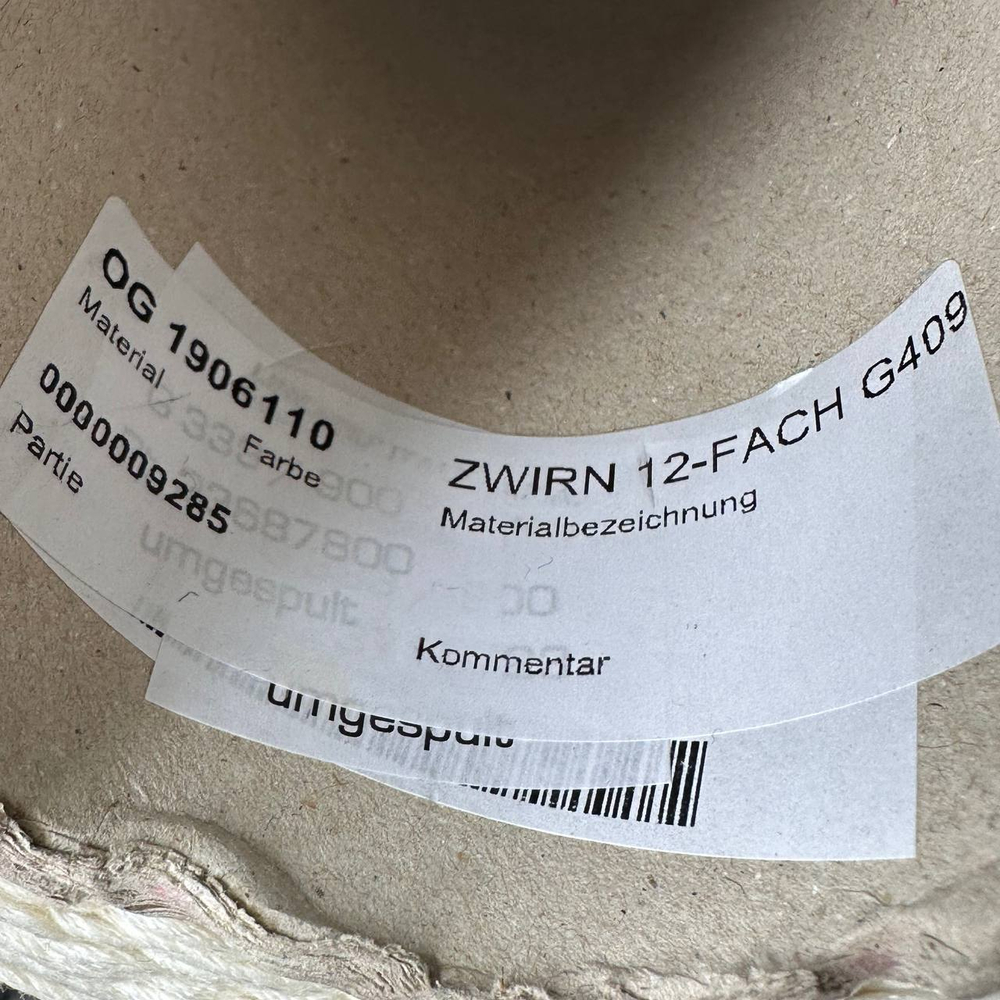 OG 1906110
Material
Farbe
0000009285
Partie
ZWIRN 12-FACH G409
Materialbezeichnung
umgespult
Kommentar
umgespult